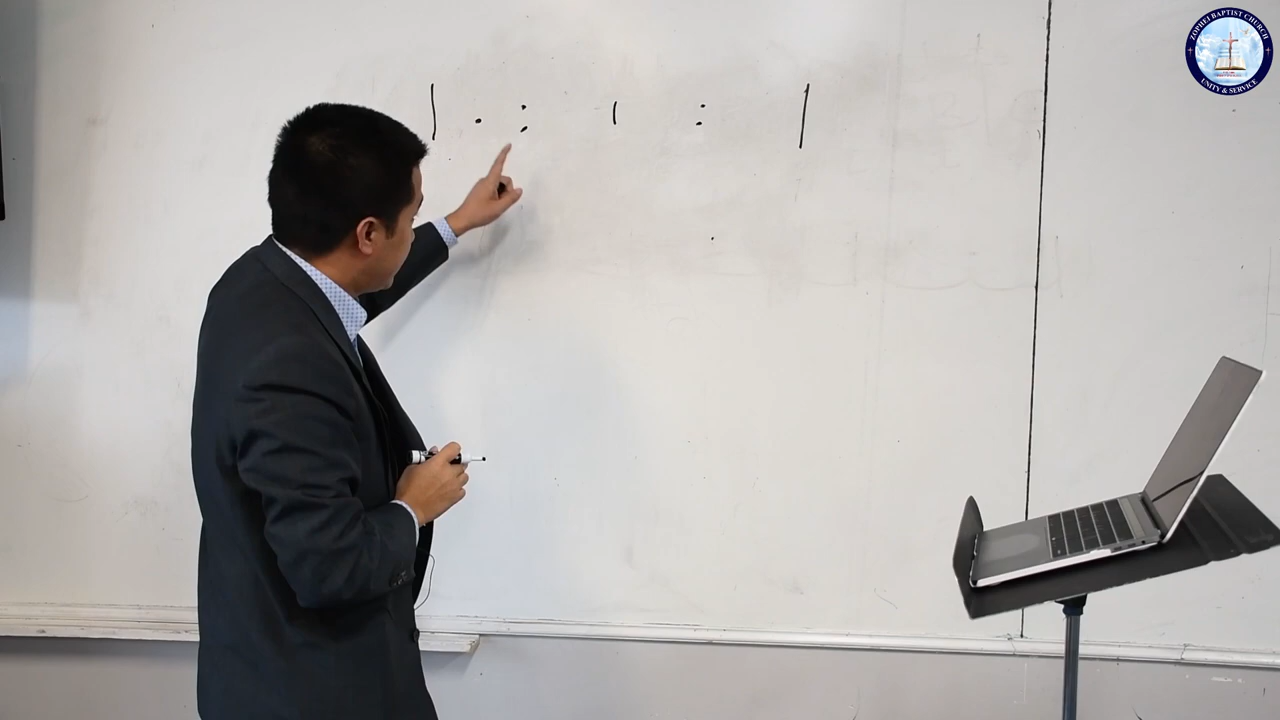 | . : | : |
ZOPHEI BAPTIST CHURCH
UNITY & SERVICE